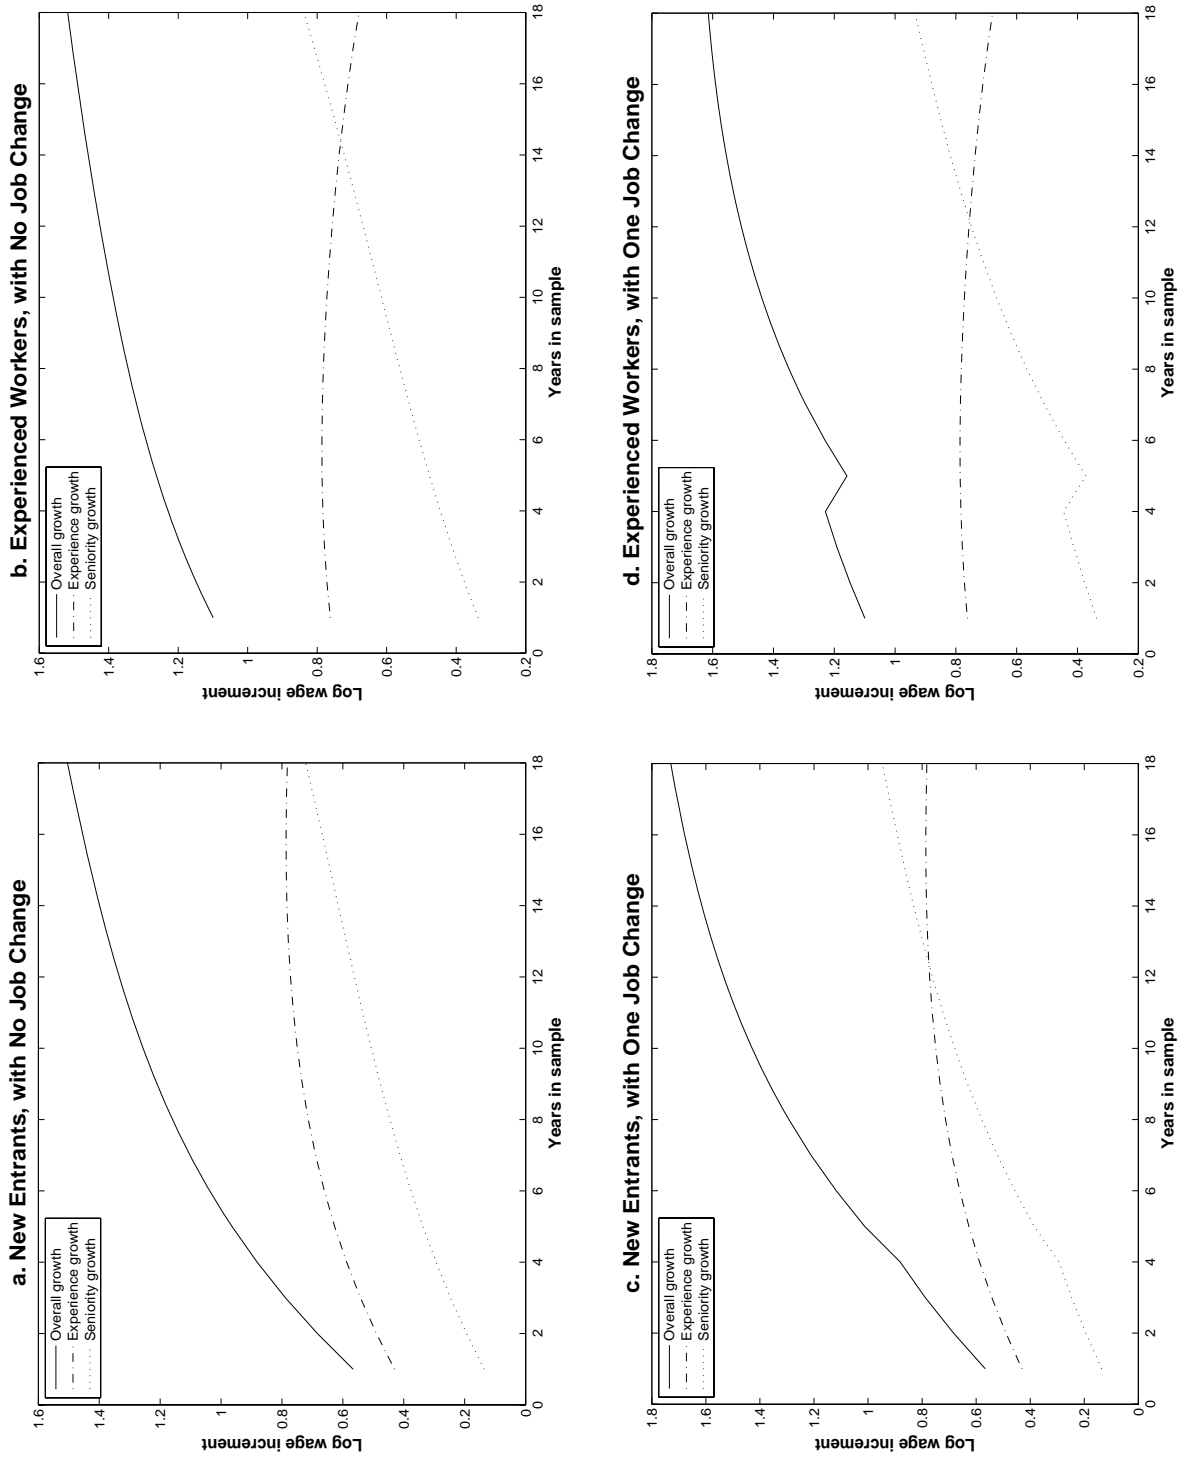 a. New Entrants, with No Job Change
1.6
1.4
1.2
1
0.8
0.6
0.4
0.2
0
Log wage increment
Overall growth
Experience growth
Seniority growth
0 2 4 6 8 10 12 14 16 18
Years in sample
b. Experienced Workers, with No Job Change
1.6
1.4
1.2
1
0.8
0.6
0.4
0.2
Log wage increment
Overall growth
Experience growth
Seniority growth
0 2 4 6 8 10 12 14 16 18
Years in sample
c. New Entrants, with One Job Change
1.8
1.6
1.4
1.2
1
0.8
0.6
0.4
0.2
0
Log wage increment
Overall growth
Experience growth
Seniority growth
0 2 4 6 8 10 12 14 16 18
Years in sample
d. Experienced Workers, with One Job Change
1.8
1.6
1.4
1.2
1
0.8
0.6
0.4
0.2
Log wage increment
Overall growth
Experience growth
Seniority growth
0 2 4 6 8 10 12 14 16 18
Years in sample